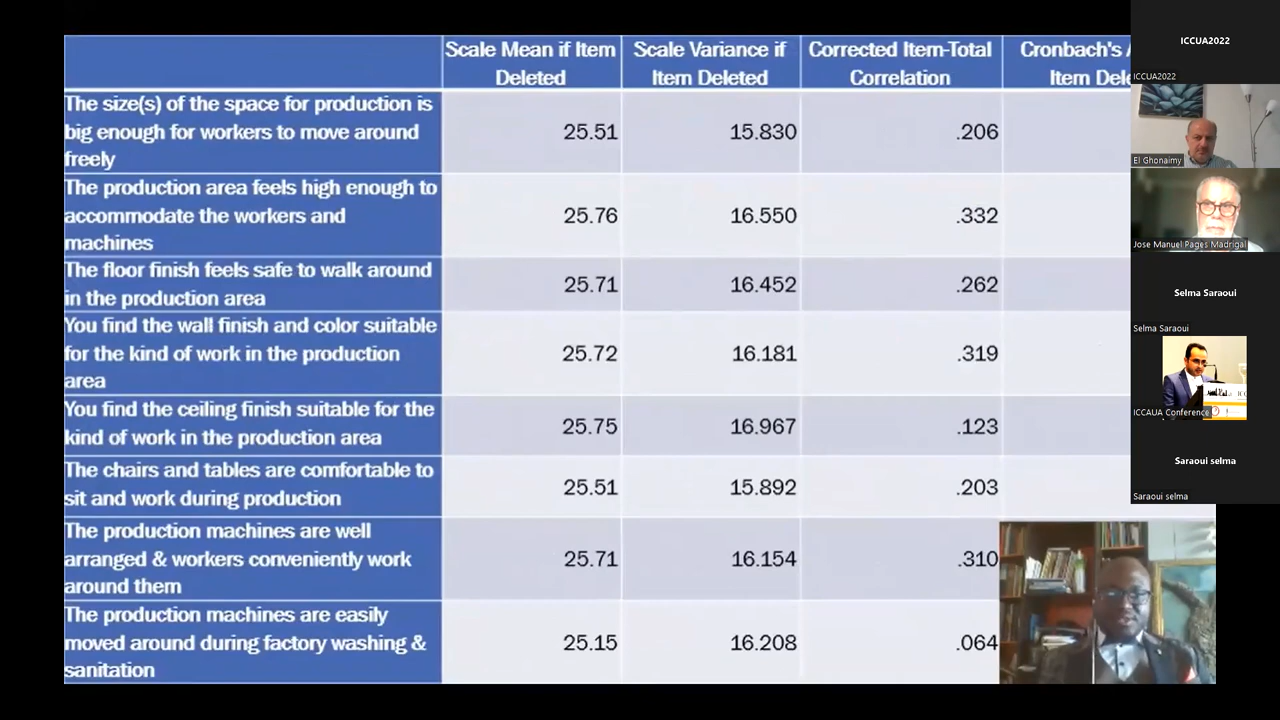 Scale Mean if Item
Deleted
Scale Variance if
Item Deleted
Corrected Item-Total
Correlation
Cronbach's
Item
The size(s) of the space for production is
big enough for workers to move around
freely
25.51
15.830
.206
The production area feels high enough to
accommodate the workers and
machines
25.76
16.550
.332
The floor finish feels safe to walk around
in the production area
25.71
16.452
.262
You find the wall finish and color suitable
for the kind of work in the production
area
25.72
16.181
.319
You find the ceiling finish suitable for the
kind of work in the production area
25.75
16.967
.123
The chairs and tables are comfortable to
sit and work during production
25.51
15.892
.203
The production machines are well
arranged & workers conveniently work
around them
25.71
16.154
.310
The production machines are easily
moved around during factory washing &
sanitation
25.15
16.208
.064
ICCUA2022
ICCUA2022
El Ghonaimy
Jose Manuel Pages Madrigal
Selma Saraoui
Selma Saraoui
ICCAUA Conference
Saraoui selma
Saraoui selma